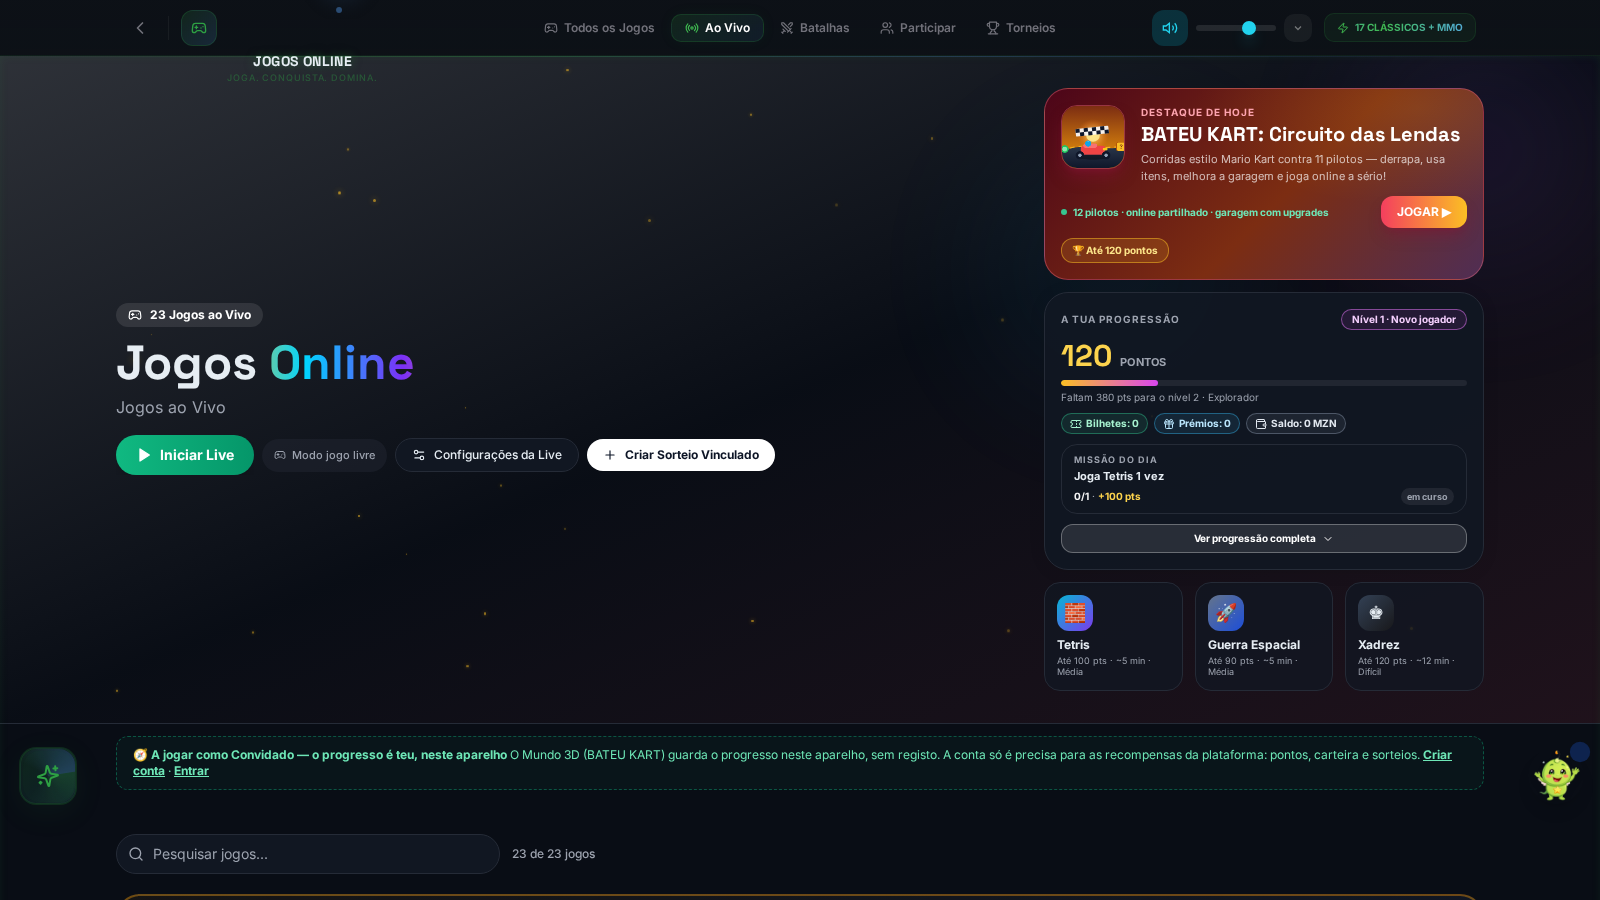 Todos os Jogos
Ao Vivo
Batalhas
Participar
Torneios
17 CLÁSSICOS + MMO
JOGOS ONLINE
JOGA. CONQUISTA. DOMINA.
23 Jogos ao Vivo
Jogos Online
Jogos ao Vivo
Iniciar Live
Modo jogo livre
Configurações da Live
Criar Sorteio Vinculado
DESTAQUE DE HOJE
BATEU KART: Circuito das Lendas
Corridas estilo Mario Kart contra 11 pilotos — derrapa, usa
itens, melhora a garagem e joga online a sério!
12 pilotos · online partilhado · garagem com upgrades
JOGAR ▶
🏆 Até 120 pontos
A TUA PROGRESSÃO
Nível 1 · Novo jogador
120 PONTOS
Faltam 380 pts para o nível 2 · Explorador
Bilhetes: 0
Prémios: 0
Saldo: 0 MZN
MISSÃO DO DIA
Joga Tetris 1 vez
0/1 · +100 pts
em curso
Ver progressão completa
Tetris
Até 100 pts · ~5 min ·
Média
Guerra Espacial
Até 90 pts · ~5 min ·
Média
Xadrez
Até 120 pts · ~12 min ·
Difícil
🧭 A jogar como Convidado — o progresso é teu, neste aparelho O Mundo 3D (BATEU KART) guarda o progresso neste aparelho, sem registo. A conta só é precisa para as recompensas da plataforma: pontos, carteira e sorteios. Criar
conta · Entrar
Pesquisar jogos...
23 de 23 jogos